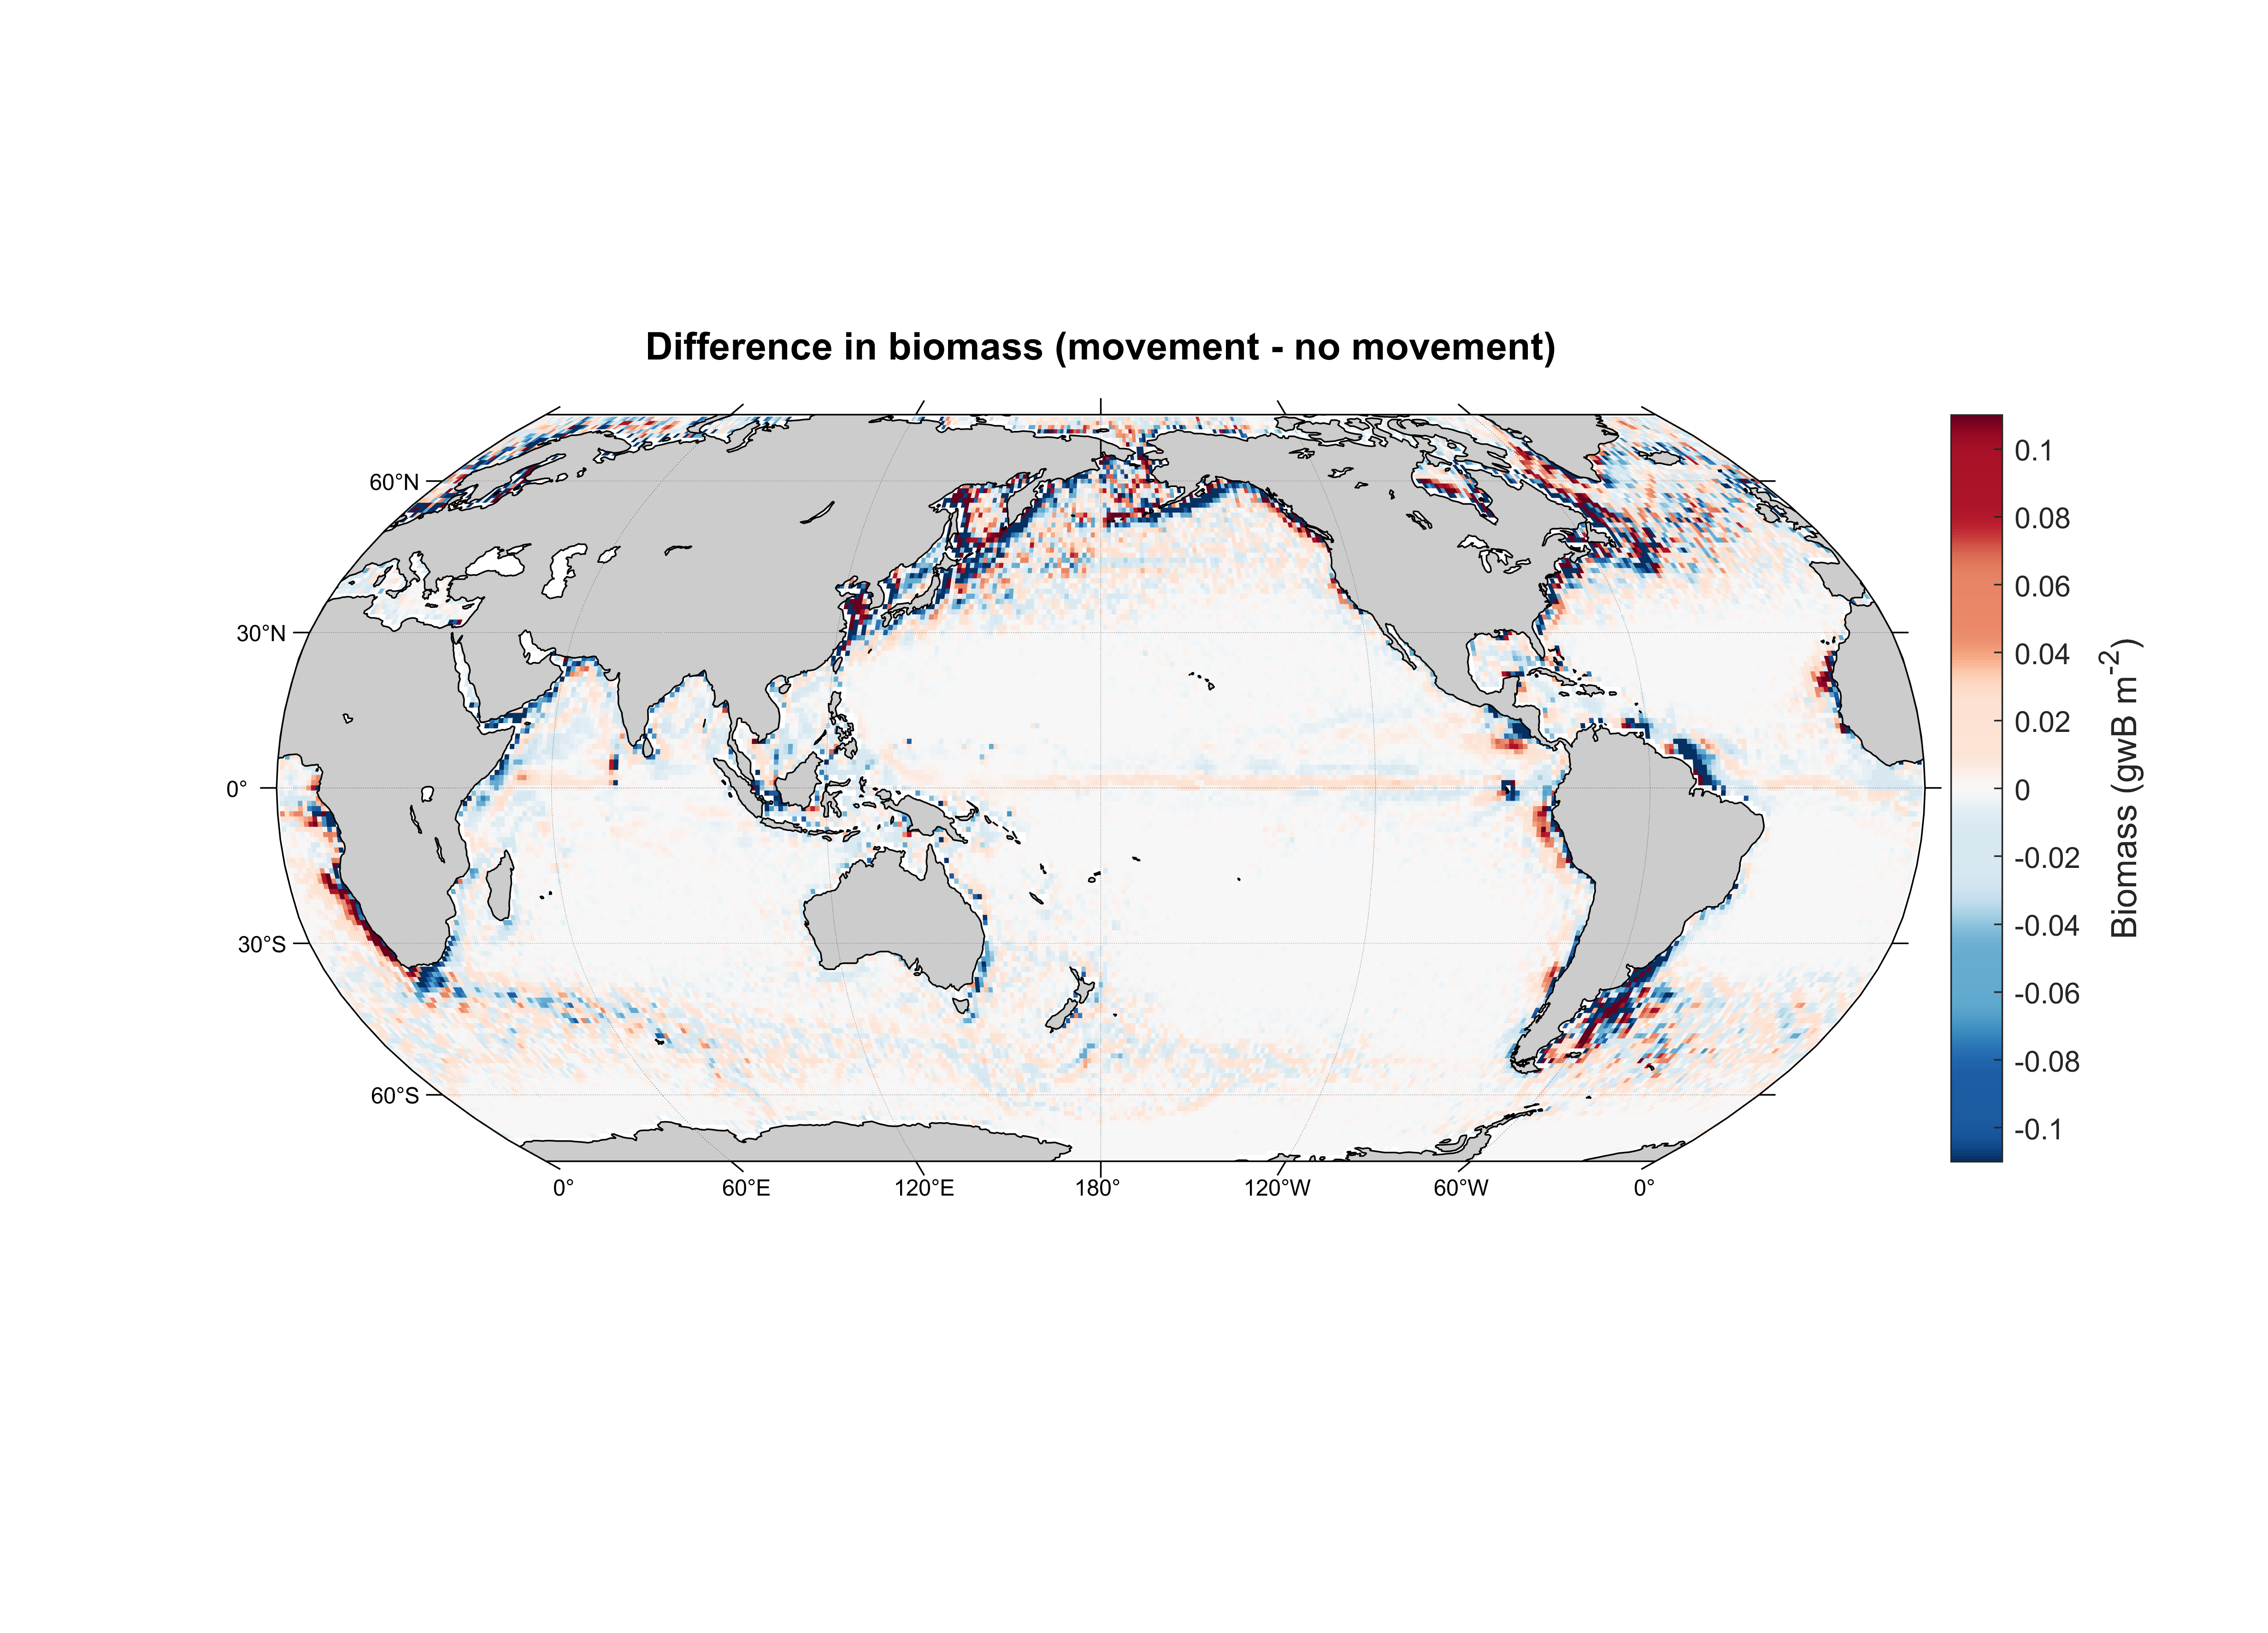 Difference in biomass (movement - no movement)
60°N
30°N
0°
30°S
60°S
0°
60°E
120°E
180°
120°W
60°W
0°
0.1
0.08
0.06
0.04
0.02
0
-0.02
-0.04
-0.06
-0.08
-0.1
Biomass (gwB m-2)